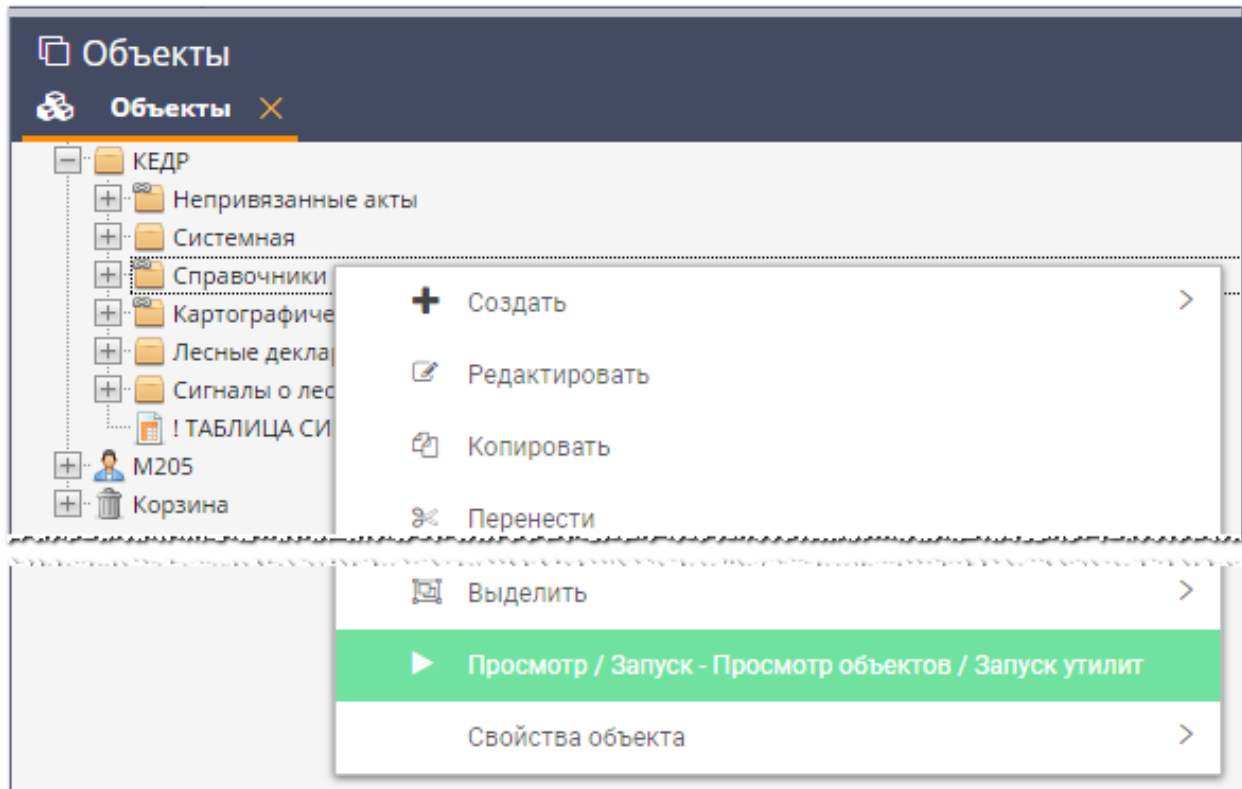 Объекты
Объекты
КЕДР
Непривязанные акты
Системная
Справочники
Картографиче
Лесные деклар
Сигналы о лес
! ТАБЛИЦА СИ
М205
Корзина
Создать
Редактировать
Копировать
Перенести
Выделить
Просмотр / Запуск - Просмотр объектов / Запуск утилит
Свойства объекта